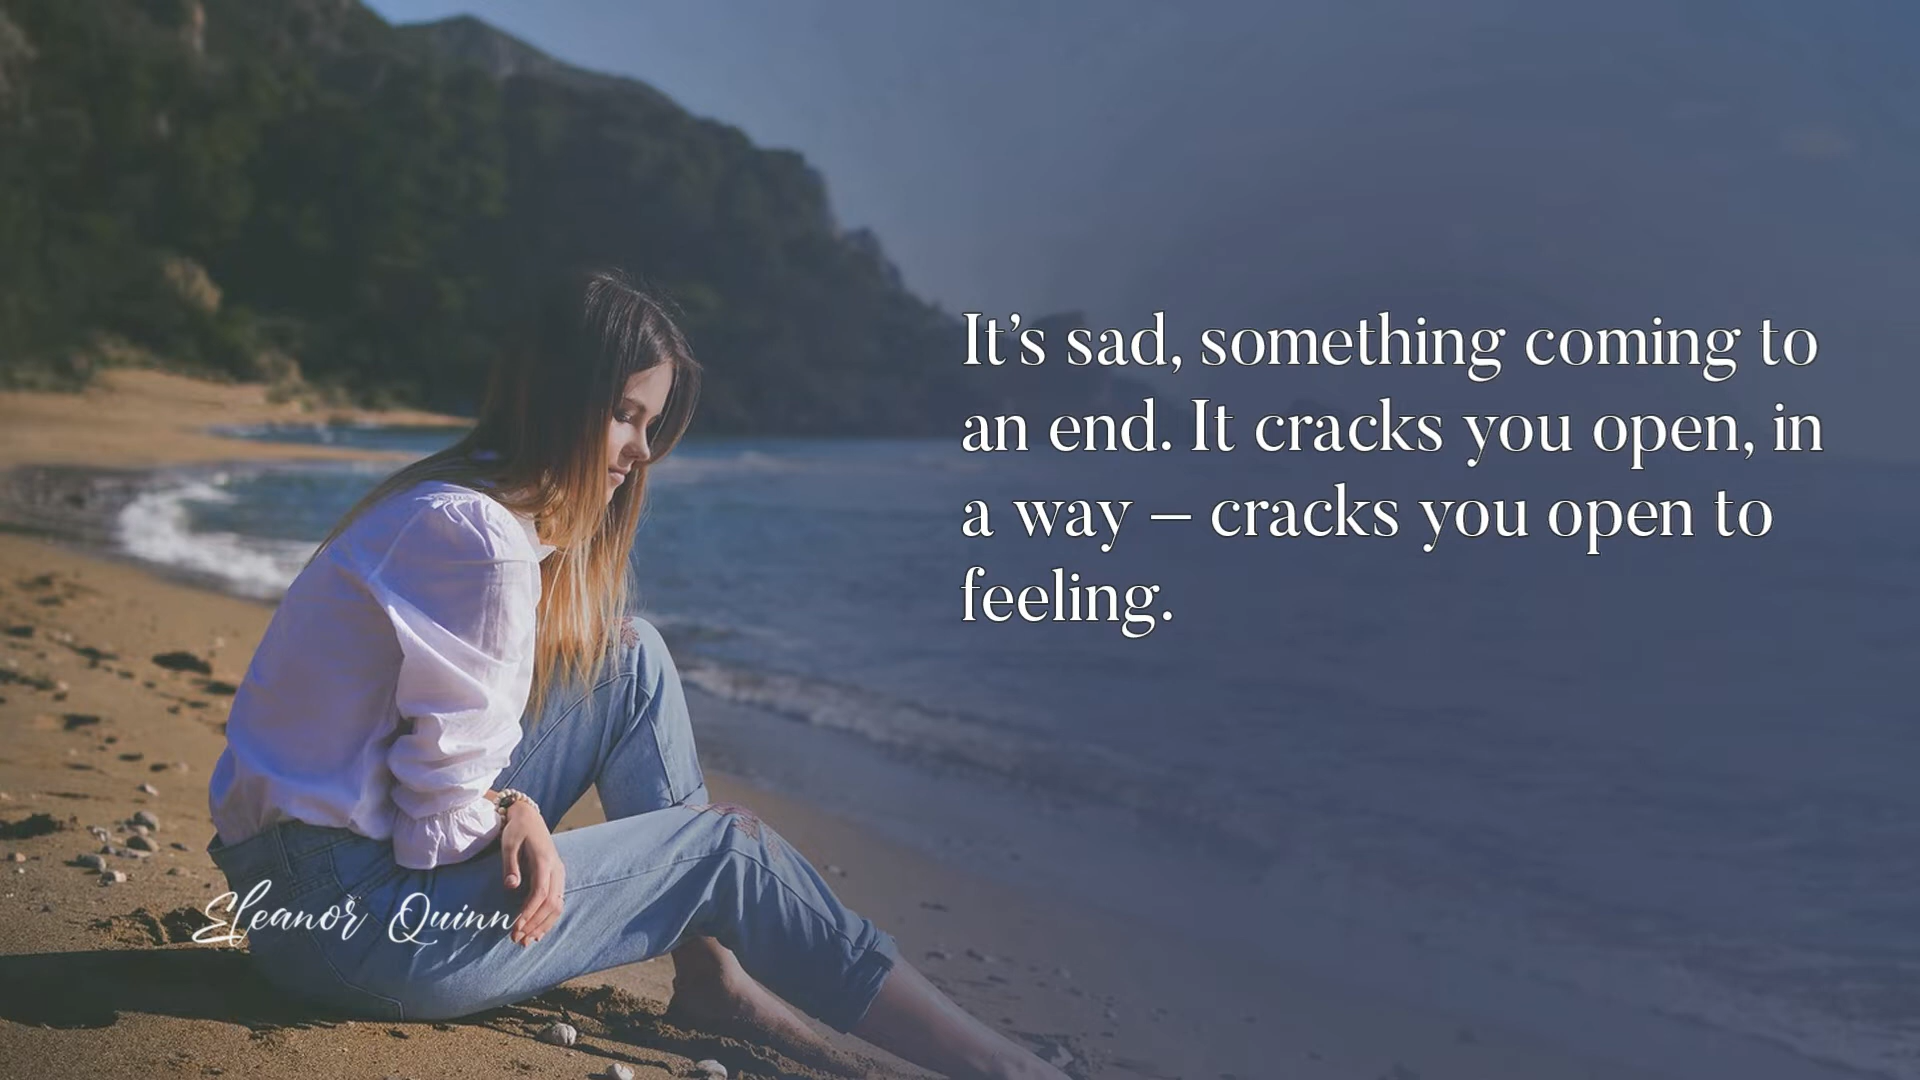 It’s sad, something coming to
an end. It cracks you open, in
a way – cracks you open to
feeling.
Eleanor Quinn